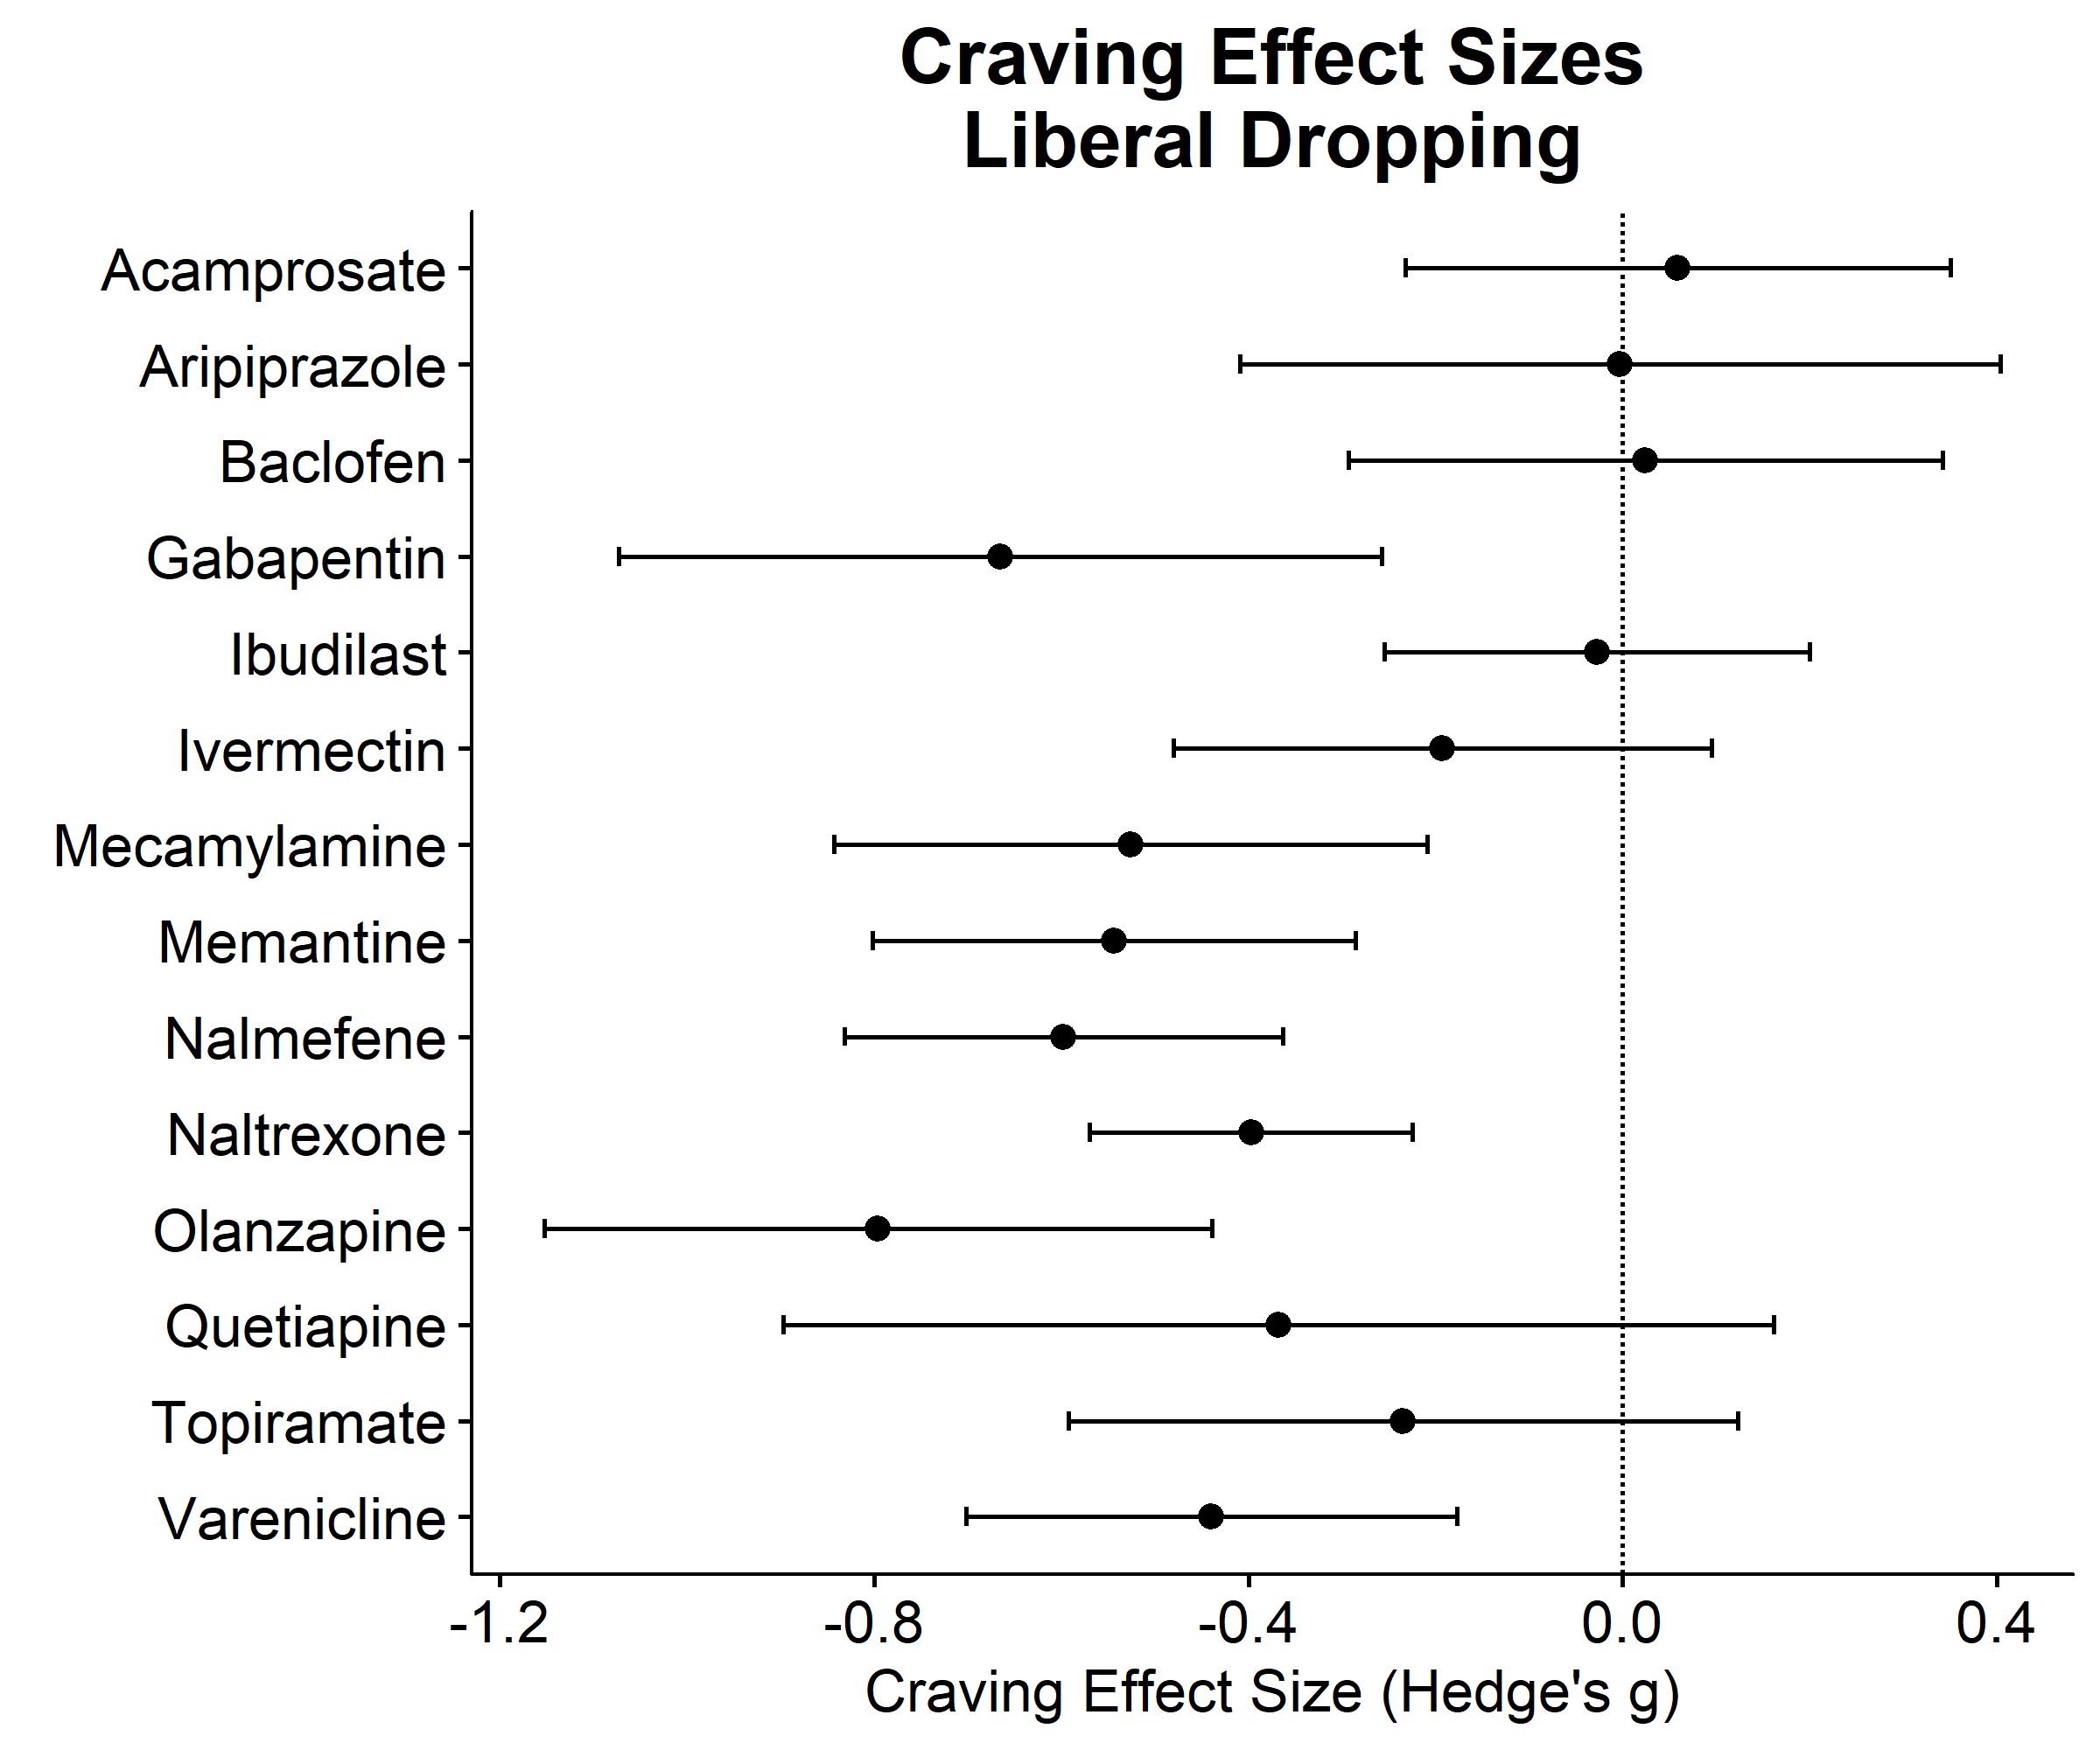 Craving Effect Sizes
Liberal Dropping
Acamprosate
Aripiprazole
Baclofen
Gabapentin
Ibudilast
Ivermectin
Mecamylamine
Memantine
Nalmefene
Naltrexone
Olanzapine
Quetiapine
Topiramate
Varenicline
-1.2 -0.8 -0.4 0.0 0.4
Craving Effect Size (Hedge's g)